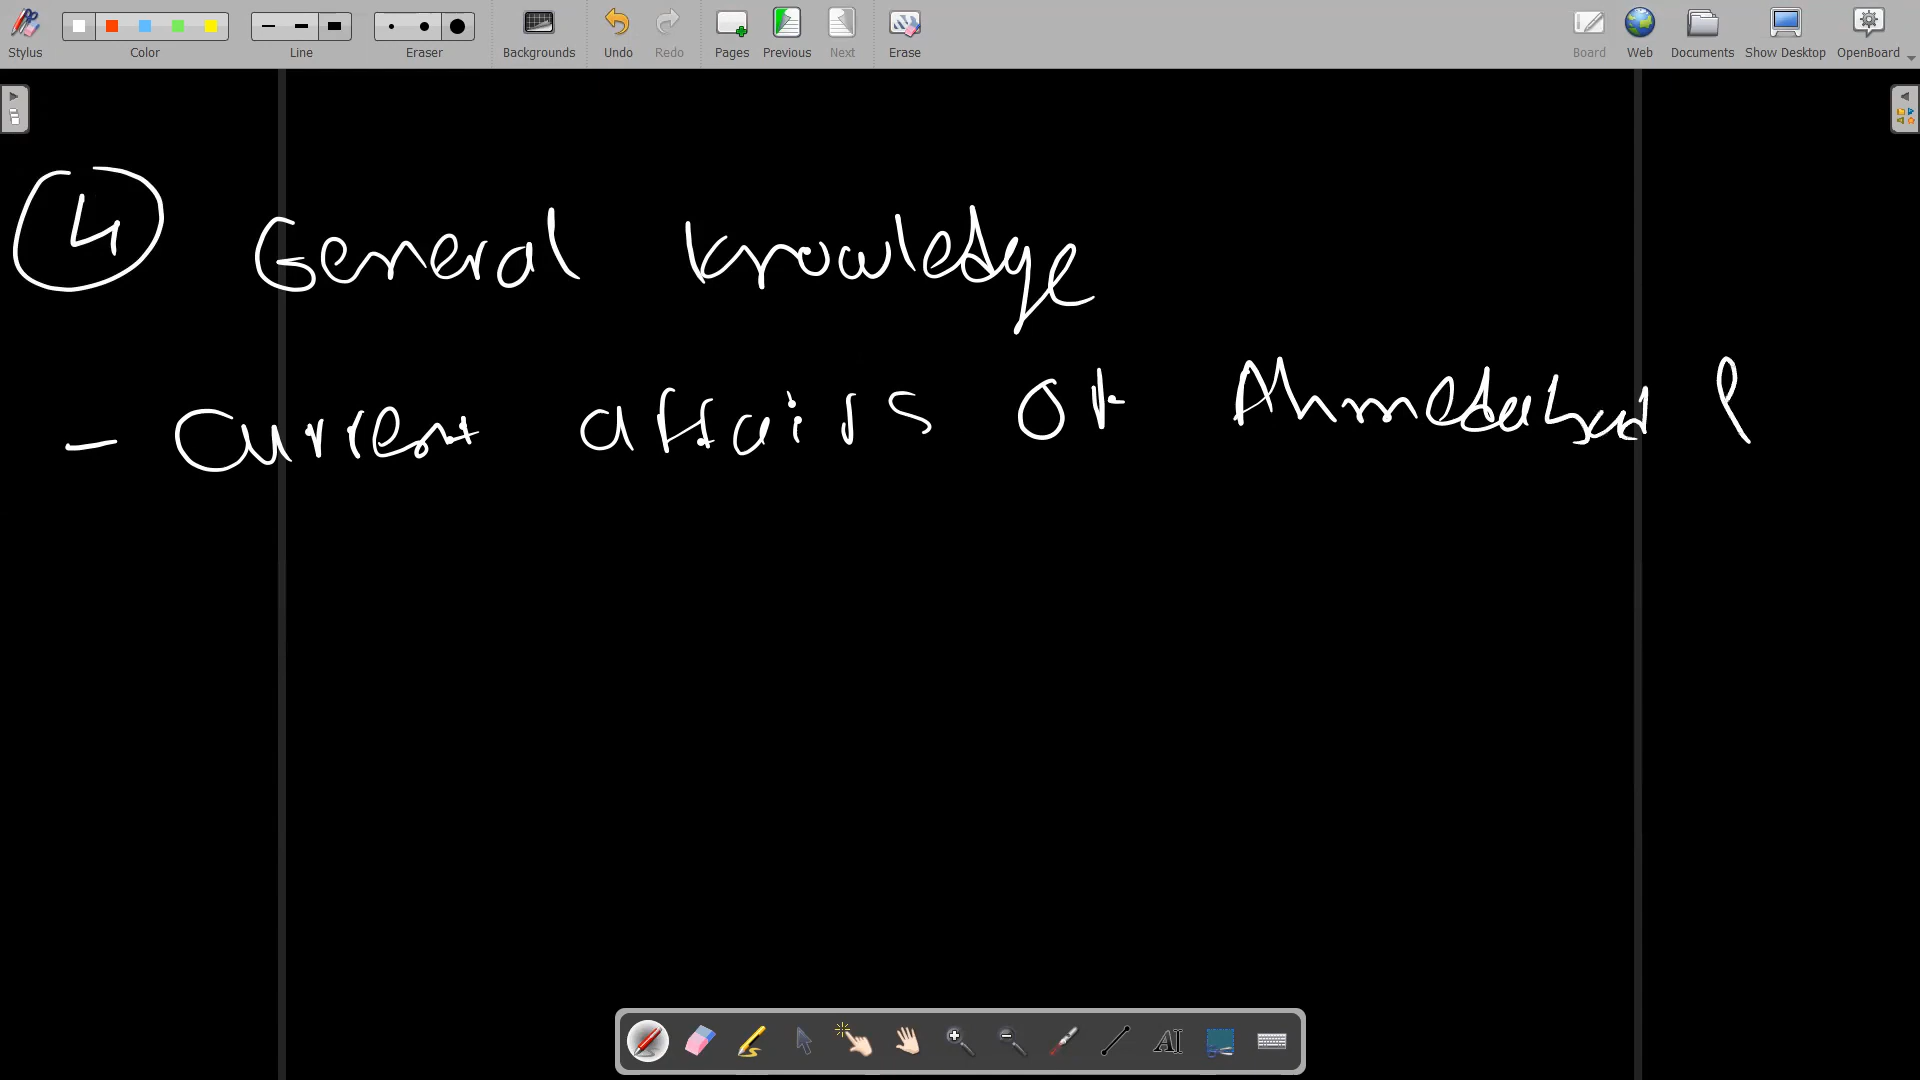 Stylus Color Line Eraser Backgrounds Undo Redo Pages Previous Next Erase Board Web Documents Show Desktop OpenBoard
4 General knowledge
- Current affairs of Ahmedabad